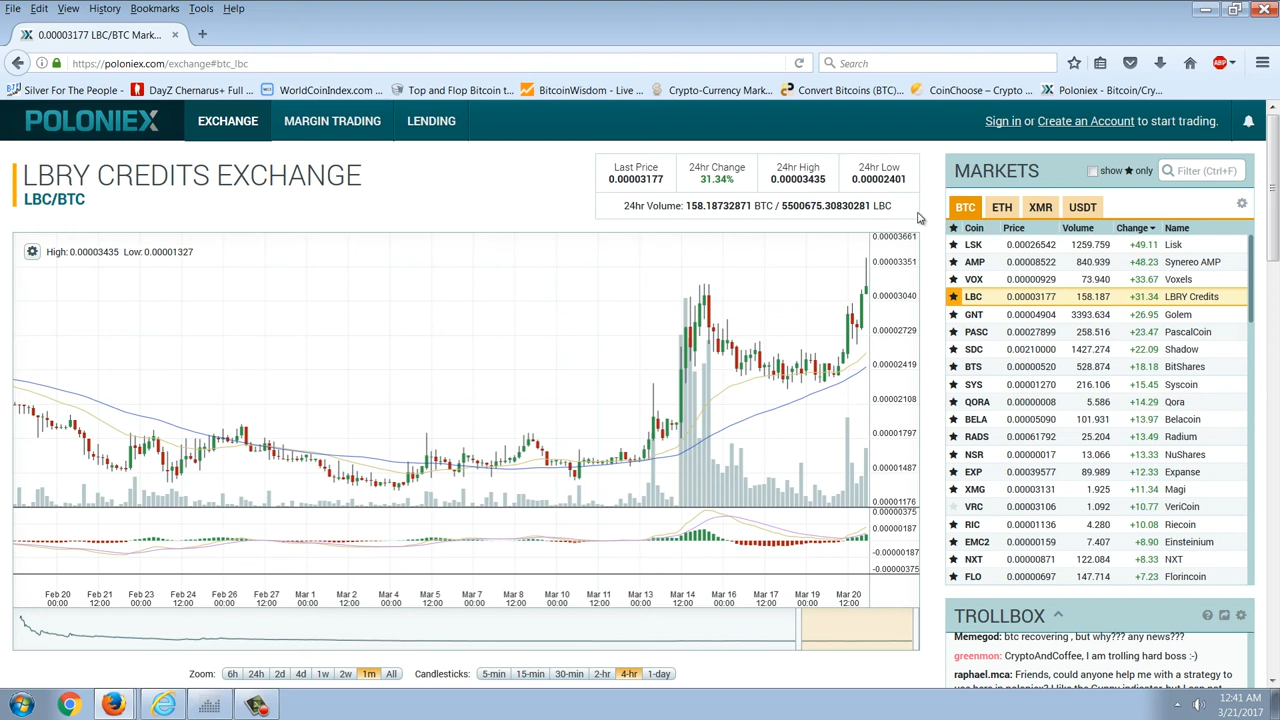 File Edit View History Bookmarks Tools Help
0.00003177 LBC/BTC Mark...
https://poloniex.com/exchange#btc_lbc
Search
ABP
Silver For The People - ...
DayZ Chernarus+ Full ...
WorldCoinIndex.com ...
Top and Flop Bitcoin t...
BitcoinWisdom - Live ...
Crypto-Currency Mark...
Convert Bitcoins (BTC)...
CoinChoose – Crypto ...
Poloniex - Bitcoin/Cry...
POLONIEX
EXCHANGE
MARGIN TRADING
LENDING
Sign in or Create an Account to start trading.
LBRY CREDITS EXCHANGE
LBC/BTC
Last Price 24hr Change 24hr High 24hr Low
0.00003177 31.34% 0.00003435 0.00002401
24hr Volume: 158.18732871 BTC / 5500675.30830281 LBC
High: 0.00003435 Low: 0.00001327
0.00003661
0.00003351
0.00003040
0.00002729
0.00002419
0.00002108
0.00001797
0.00001487
0.00001176
0.00000375
0.00000187
-0.00000187
-0.00000375
Feb 20 Feb 22 Feb 24 Feb 26 Feb 27 Mar 1 Mar 2 Mar 4 Mar 5 Mar 7 Mar 8 Mar 10 Mar 11 Mar 13 Mar 14 Mar 16 Mar 17 Mar 19 Mar 20
00:00 12:00 00:00 12:00 00:00 12:00 00:00 12:00 00:00 12:00 00:00 12:00 00:00 12:00 00:00 12:00 00:00 12:00
Zoom: 6h 24h 2d 4d 1w 2w 1m All
Candlesticks: 5-min 15-min 30-min 2-hr 4-hr 1-day
MARKETS
show ★ only
Filter (Ctrl+F)
BTC ETH XMR USDT
Coin Price Volume Change Name
LSK 0.00026542 1259.759 +49.11 Lisk
AMP 0.00008522 840.939 +48.23 Synereo AMP
VOX 0.00000929 73.940 +33.67 Voxels
LBC 0.00003177 158.187 +31.34 LBRY Credits
GNT 0.00004904 3393.634 +26.95 Golem
PASC 0.00027899 258.516 +23.47 PascalCoin
SDC 0.00210000 1427.274 +22.09 Shadow
BTS 0.00000520 528.874 +18.18 BitShares
SYS 0.00001270 216.106 +15.45 Syscoin
QORA 0.00000008 5.586 +14.29 Qora
BELA 0.00005090 101.931 +13.97 Belacoin
RADS 0.00061792 25.204 +13.49 Radium
NSR 0.00000017 13.066 +13.33 NuShares
EXP 0.00039577 89.989 +12.33 Expanse
XMG 0.00003131 1.925 +11.34 Magi
VRC 0.00003106 1.092 +10.77 VeriCoin
RIC 0.00001136 4.280 +10.08 Riecoin
EMC2 0.00000159 7.407 +8.90 Einsteinium
NXT 0.00000871 122.084 +8.33 NXT
FLO 0.00000697 147.714 +7.23 Florincoin
TROLLBOX
Memegod: btc recovering , but why??? any news???
greenmon: CryptoAndCoffee, I am trolling hard boss :-)
raphael.mca: Friends, could anyone help me with a strategy to
12:41 AM
3/21/2017